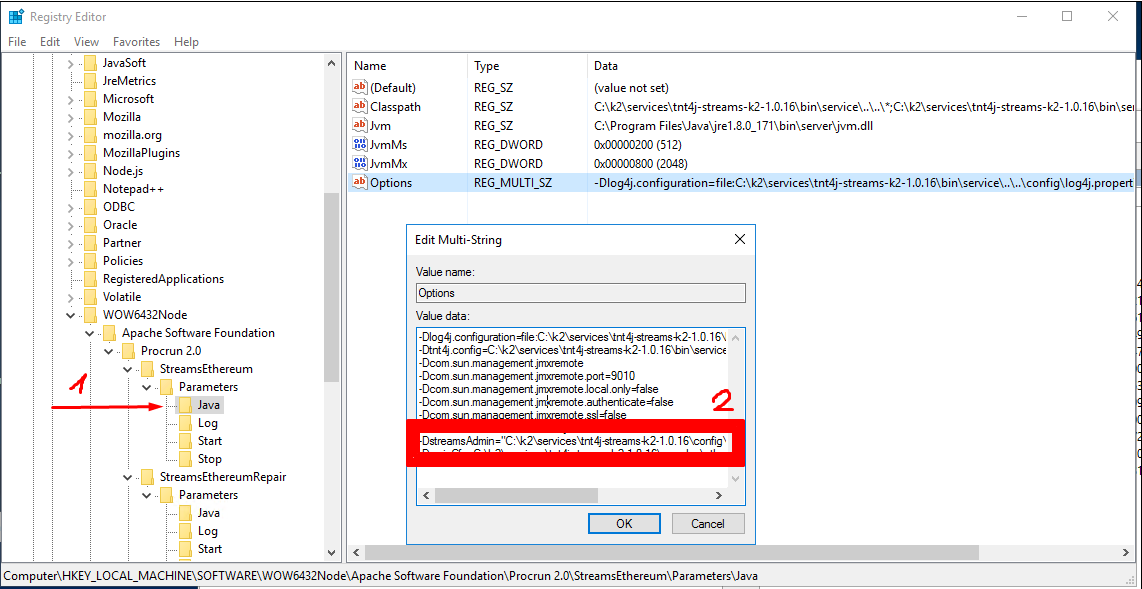 Registry Editor
File Edit View Favorites Help
JavaSoft
JreMetrics
Microsoft
Mozilla
mozilla.org
MozillaPlugins
Node.js
Notepad++
ODBC
Oracle
Partner
Policies
RegisteredApplications
Volatile
WOW6432Node
Apache Software Foundation
Procrun 2.0
StreamsEthereum
Parameters
1
Java
Log
Start
Stop
StreamsEthereumRepair
Parameters
Java
Log
Start
Name Type Data
(Default) REG_SZ (value not set)
Classpath REG_SZ C:\k2\services\tnt4j-streams-k2-1.0.16\bin\service\..\..\*;C:\k2\services\tnt4j-streams-k2-1.0.16\bin\ser
Jvm REG_SZ C:\Program Files\Java\jre1.8.0_171\bin\server\jvm.dll
JvmMs REG_DWORD 0x00000200 (512)
JvmMx REG_DWORD 0x00000800 (2048)
Options REG_MULTI_SZ -Dlog4j.configuration=file:C:\k2\services\tnt4j-streams-k2-1.0.16\bin\service\..\..\config\log4j.propert
Edit Multi-String
Value name:
Options
Value data:
-Dlog4j.configuration=file:C:\k2\services\tnt4j-streams-k2-1.0.16\
-Dtnt4j.config=C:\k2\services\tnt4j-streams-k2-1.0.16\bin\service
-Dcom.sun.management.jmxremote
-Dcom.sun.management.jmxremote.port=9010
-Dcom.sun.management.jmxremote.local.only=false
-Dcom.sun.management.jmxremote.authenticate=false
-Dcom.sun.management.jmxremote.ssl=false
2
-DstreamsAdmin="C:\k2\services\tnt4j-streams-k2-1.0.16\config\
OK Cancel
Computer\HKEY_LOCAL_MACHINE\SOFTWARE\WOW6432Node\Apache Software Foundation\Procrun 2.0\StreamsEthereum\Parameters\Java